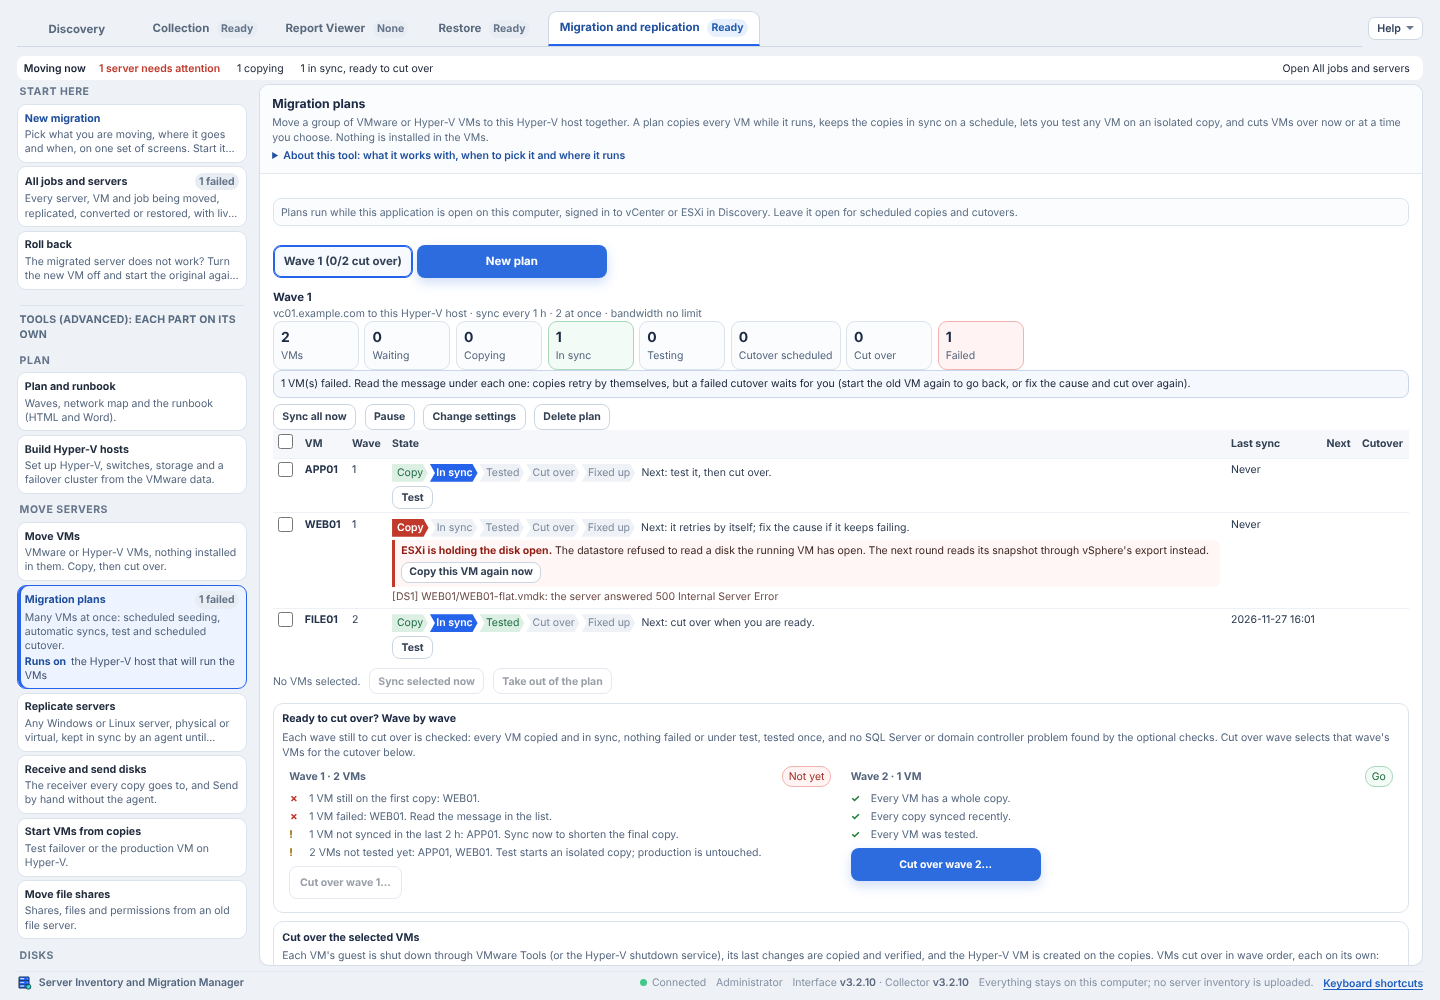 Discovery
Collection Ready
Report Viewer None
Restore Ready
Migration and replication Ready
Help
Moving now 1 server needs attention 1 copying 1 in sync, ready to cut over
Open All jobs and servers
START HERE
New migration
Pick what you are moving, where it goes
and when, on one set of screens. Start it...
All jobs and servers 1 failed
Every server, VM and job being moved,
replicated, converted or restored, with liv...
Roll back
The migrated server does not work? Turn
the new VM off and start the original agai...
TOOLS (ADVANCED): EACH PART ON ITS
OWN
PLAN
Plan and runbook
Waves, network map and the runbook
(HTML and Word).
Build Hyper-V hosts
Set up Hyper-V, switches, storage and a
failover cluster from the VMware data.
MOVE SERVERS
Move VMs
VMware or Hyper-V VMs, nothing installed
in them. Copy, then cut over.
Migration plans 1 failed
Many VMs at once: scheduled seeding,
automatic syncs, test and scheduled
cutover.
Runs on the Hyper-V host that will run the
VMs
Replicate servers
Any Windows or Linux server, physical or
virtual, kept in sync by an agent until...
Receive and send disks
The receiver every copy goes to, and Send
by hand without the agent.
Start VMs from copies
Test failover or the production VM on
Hyper-V.
Move file shares
Shares, files and permissions from an old
file server.
DISKS
Migration plans
Move a group of VMware or Hyper-V VMs to this Hyper-V host together. A plan copies every VM while it runs, keeps the copies in sync on a schedule, lets you test any VM on an isolated copy, and cuts VMs over now or at a time
you choose. Nothing is installed in the VMs.
About this tool: what it works with, when to pick it and where it runs
Plans run while this application is open on this computer, signed in to vCenter or ESXi in Discovery. Leave it open for scheduled copies and cutovers.
Wave 1 (0/2 cut over) New plan
Wave 1
vc01.example.com to this Hyper-V host · sync every 1 h · 2 at once · bandwidth no limit
2 0 0 1 0 0 0 1
VMs Waiting Copying In sync Testing Cutover scheduled Cut over Failed
1 VM(s) failed. Read the message under each one: copies retry by themselves, but a failed cutover waits for you (start the old VM again to go back, or fix the cause and cut over again).
Sync all now Pause Change settings Delete plan
VM Wave State Last sync Next Cutover
APP01 1 Copy In sync Tested Cut over Fixed up Next: test it, then cut over. Never
Test
WEB01 1 Copy In sync Tested Cut over Fixed up Next: it retries by itself; fix the cause if it keeps failing. Never
ESXi is holding the disk open. The datastore refused to read a disk the running VM has open. The next round reads its snapshot through vSphere's export instead.
Copy this VM again now
[DS1] WEB01/WEB01-flat.vmdk: the server answered 500 Internal Server Error
FILE01 2 Copy In sync Tested Cut over Fixed up Next: cut over when you are ready. 2026-11-27 16:01
Test
No VMs selected. Sync selected now Take out of the plan
Ready to cut over? Wave by wave
Each wave still to cut over is checked: every VM copied and in sync, nothing failed or under test, tested once, and no SQL Server or domain controller problem found by the optional checks. Cut over wave selects that wave's
VMs for the cutover below.
Wave 1 · 2 VMs Not yet
× 1 VM still on the first copy: WEB01.
× 1 VM failed: WEB01. Read the message in the list.
! 1 VM not synced in the last 2 h: APP01. Sync now to shorten the final copy.
! 2 VMs not tested yet: APP01, WEB01. Test starts an isolated copy; production is untouched.
Cut over wave 1...
Wave 2 · 1 VM Go
✓ Every VM has a whole copy.
✓ Every copy synced recently.
✓ Every VM was tested.
Cut over wave 2...
Cut over the selected VMs
Each VM's guest is shut down through VMware Tools (or the Hyper-V shutdown service), its last changes are copied and verified, and the Hyper-V VM is created on the copies. VMs cut over in wave order, each on its own:
Server Inventory and Migration Manager
Connected Administrator Interface v3.2.10 · Collector v3.2.10 Everything stays on this computer; no server inventory is uploaded. Keyboard shortcuts